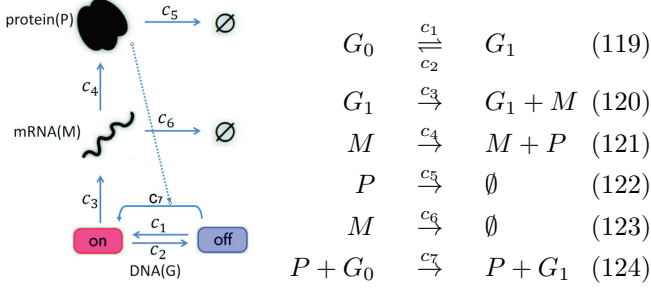 protein(P)
c₅
∅
c₄
mRNA(M)
c₆
∅
c₃
c₇
on
c₁
c₂
off
DNA(G)
G₀ ⇌ G₁ (119)
c₁
c₂
G₁ →^{c₃} G₁ + M (120)
M →^{c₄} M + P (121)
P →^{c₅} ∅ (122)
M →^{c₆} ∅ (123)
P + G₀ →^{c₇} P + G₁ (124)